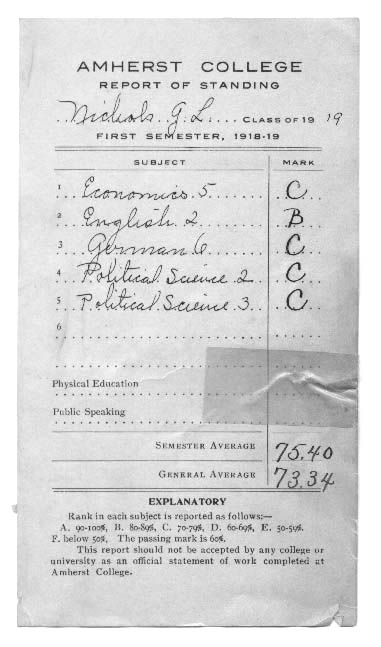 AMHERST COLLEGE
REPORT OF STANDING
Nichols G. L. CLASS OF 19 19
FIRST SEMESTER, 1918-19
SUBJECT MARK
1 Economics 5 C
2 English 2 B
3 German 6 C
4 Political Science 2 C
5 Political Science 3 C
6
Physical Education
Public Speaking
SEMESTER AVERAGE 75.40
GENERAL AVERAGE 73.34
EXPLANATORY
Rank in each subject is reported as follows:—
A. 90-100%, B. 80-89%, C. 70-79%, D. 60-69%, E. 50-59%.
F. below 50%, The passing mark is 60%.
This report should not be accepted by any college or
university as an official statement of work completed at
Amherst College.